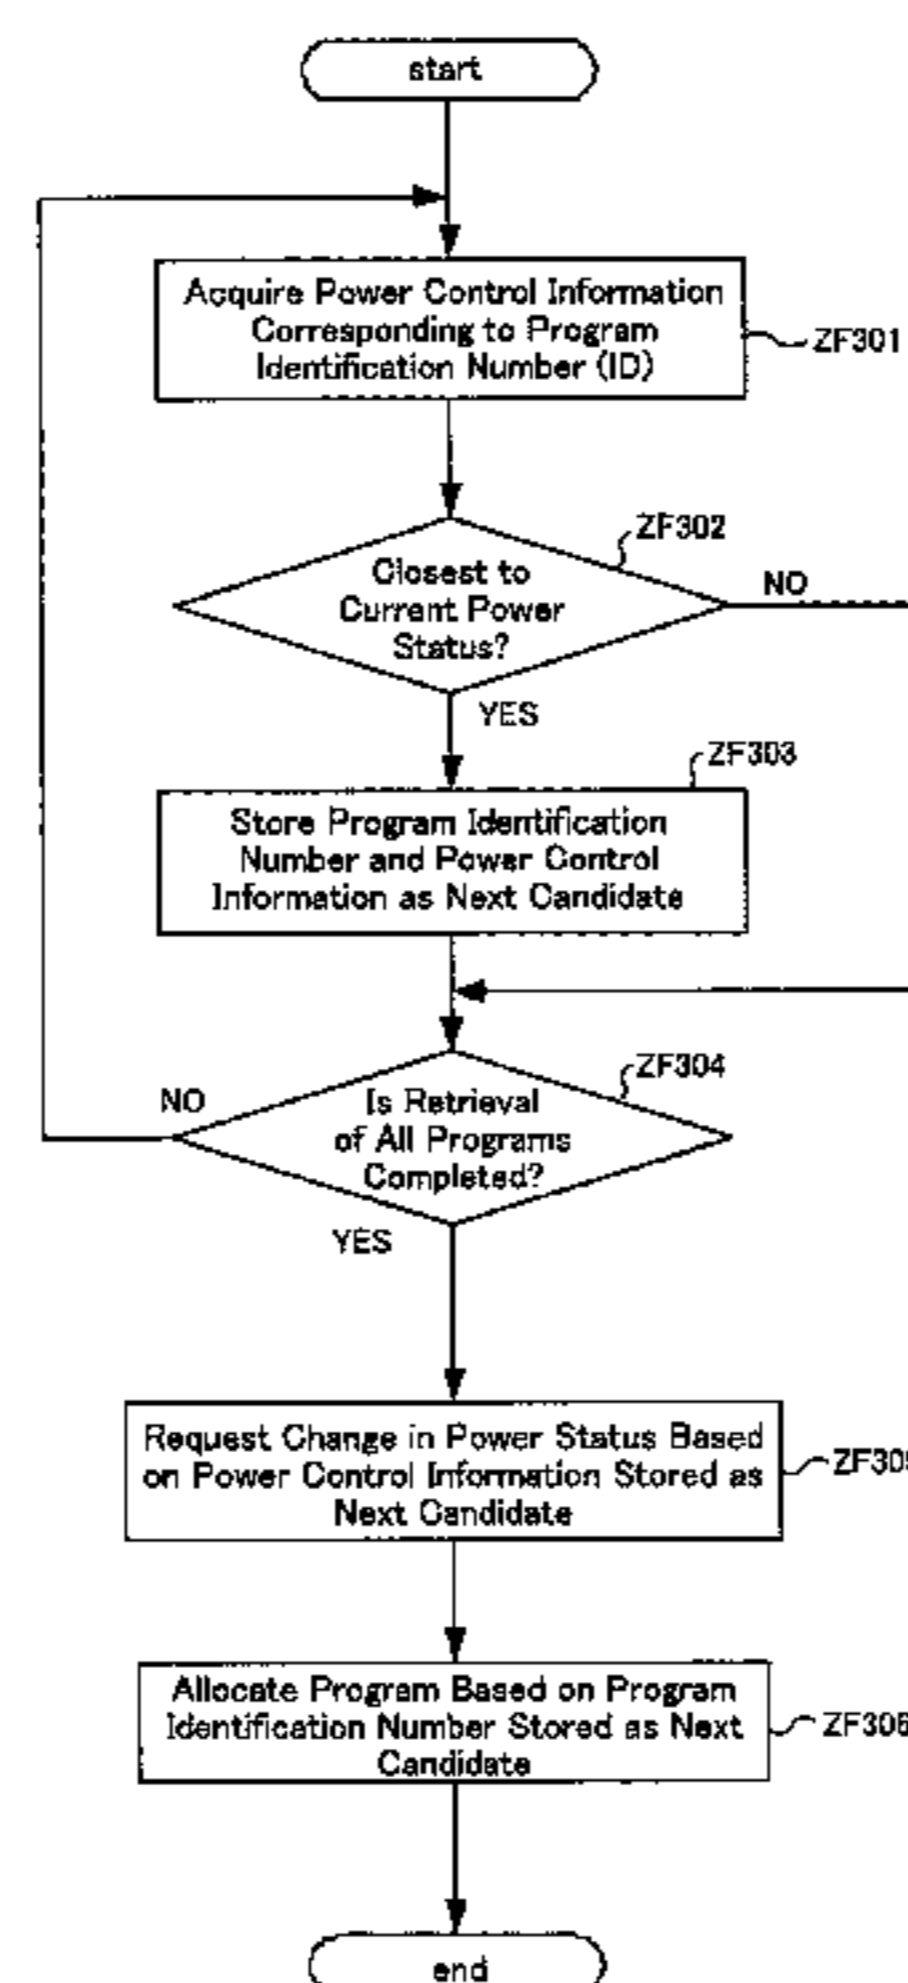 start
Acquire Power Control Information
Corresponding to Program
Identification Number (ID)
ZF301
ZF302
Closest to
Current Power
Status?
NO
YES
ZF303
Store Program Identification
Number and Power Control
Information as Next Candidate
ZF304
NO
Is Retrieval
of All Programs
Completed?
YES
Request Change in Power Status Based
on Power Control Information Stored as
Next Candidate
ZF305
Allocate Program Based on Program
Identification Number Stored as Next
Candidate
ZF306
end